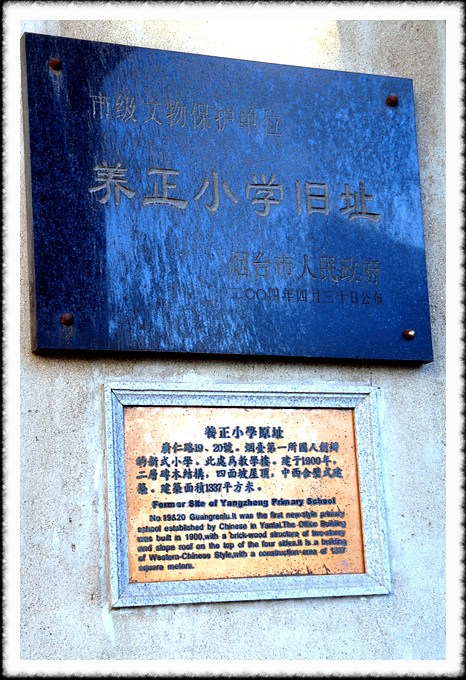 市级文物保护单位
养正小学旧址
烟台市人民政府
二〇〇四年四月三十日公布
養正小學原址
廣仁路19、20號。烟臺第一所國人創辦
的新式小學。此處爲教學樓。建于1900年，
二層磚木結構，四面坡屋頂，中西合璧式建
築。建築面積1337平方米。
Former Site of Yangzheng Primary School
No.19&20 Guangrenlu.It was the first new-style primary
school established by Chinese in Yantai.The Office Building
was built in 1900,with a brick-wood structure of two-storey
and slope roof on the top of the four sides.It is a building
of Western-Chinese Style,with a construction-area of 1337
square meters.